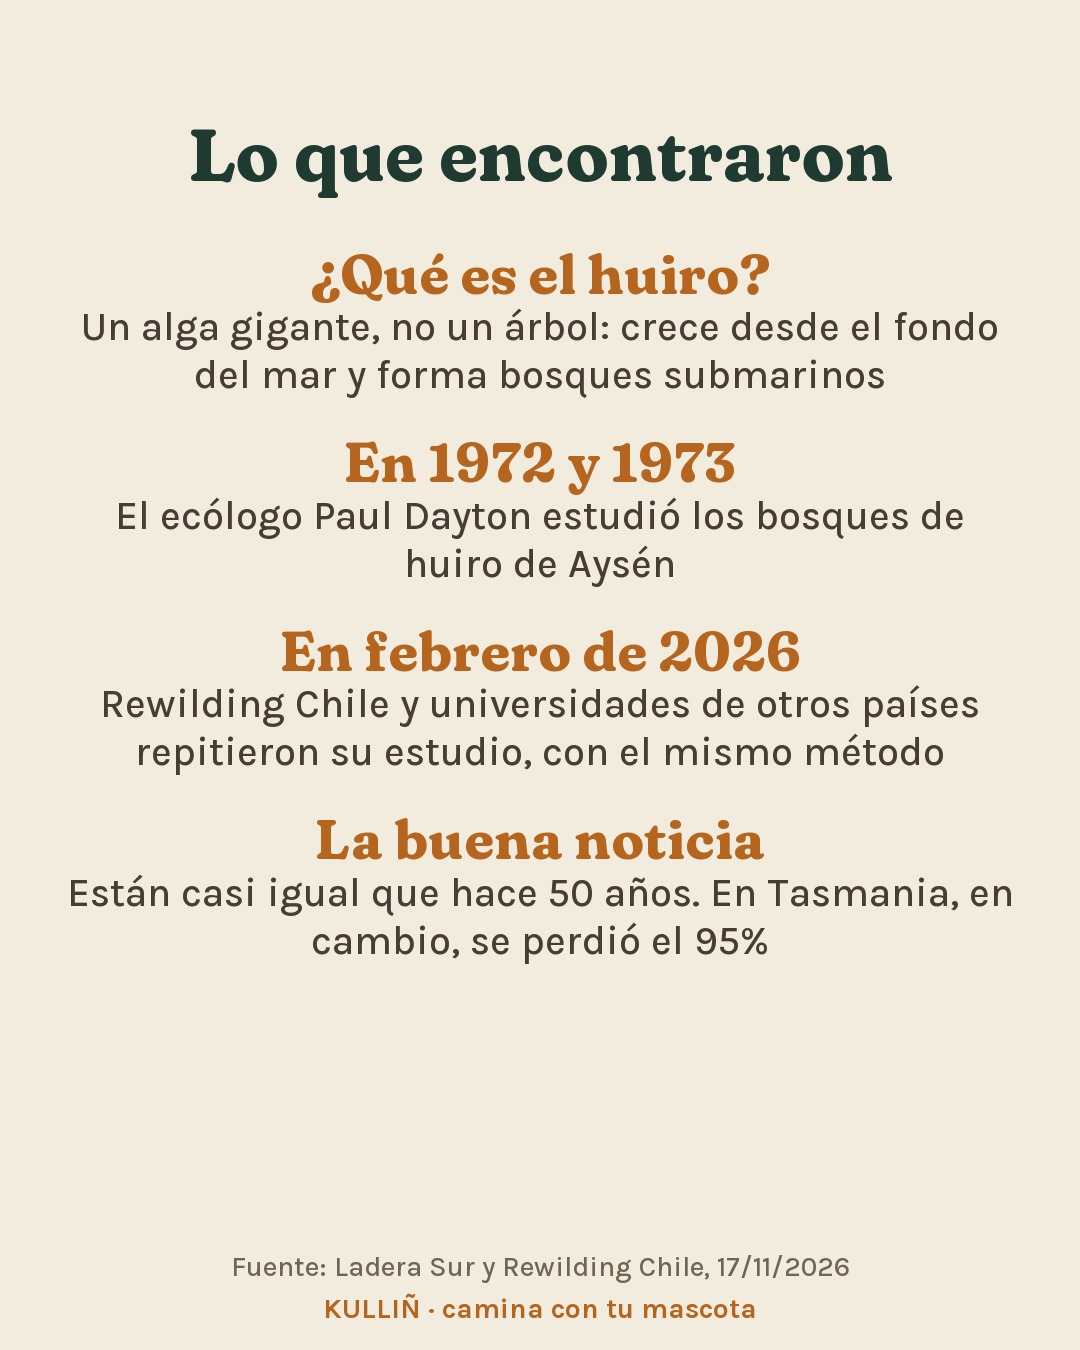 Lo que encontraron
¿Qué es el huiro?
Un alga gigante, no un árbol: crece desde el fondo
del mar y forma bosques submarinos
En 1972 y 1973
El ecólogo Paul Dayton estudió los bosques de
huiro de Aysén
En febrero de 2026
Rewilding Chile y universidades de otros países
repitieron su estudio, con el mismo método
La buena noticia
Están casi igual que hace 50 años. En Tasmania, en
cambio, se perdió el 95%
Fuente: Ladera Sur y Rewilding Chile, 17/11/2026
KULLIÑ · camina con tu mascota